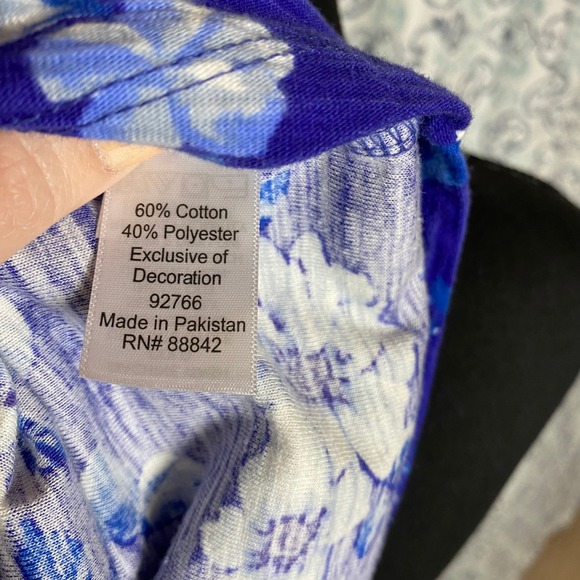 60% Cotton
40% Polyester
Exclusive of
Decoration
92766
Made in Pakistan
RN# 88842